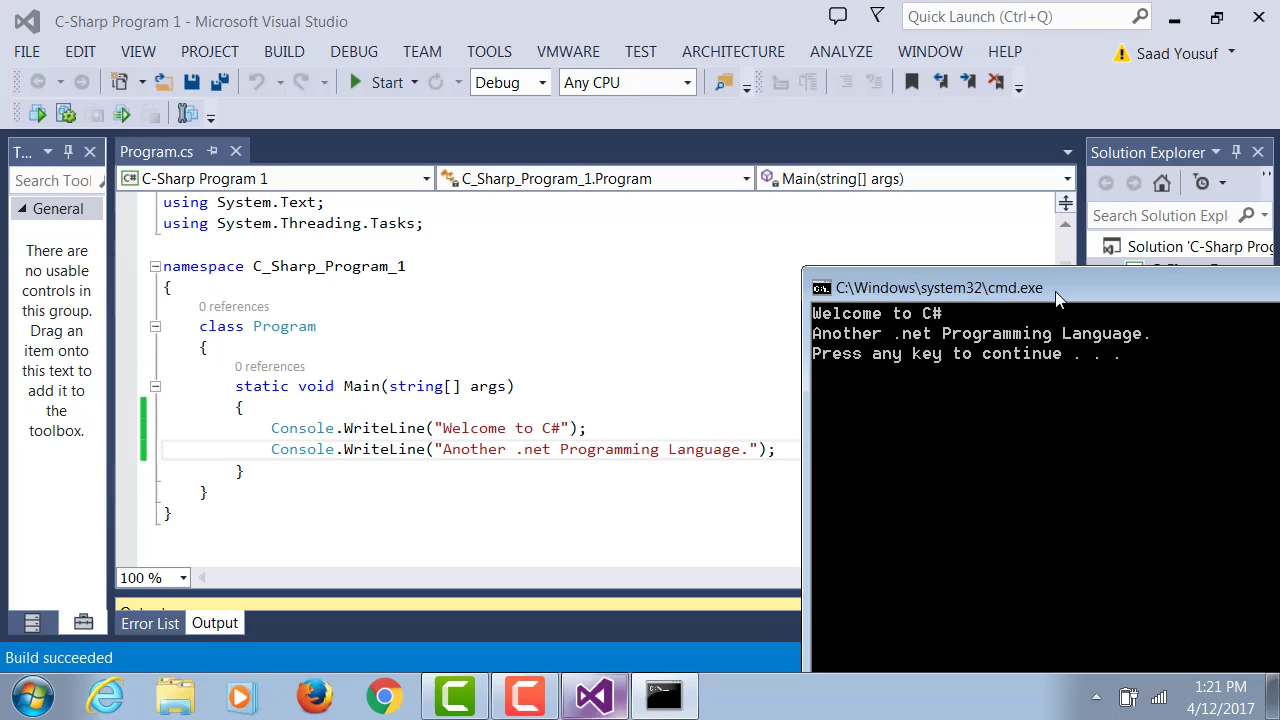 C-Sharp Program 1 - Microsoft Visual Studio
Quick Launch (Ctrl+Q)
FILE EDIT VIEW PROJECT BUILD DEBUG TEAM TOOLS VMWARE TEST ARCHITECTURE ANALYZE WINDOW HELP Saad Yousuf
Start Debug Any CPU
T... Program.cs Solution Explorer
Search Tool C# C-Sharp Program 1 C_Sharp_Program_1.Program Main(string[] args)
General
Search Solution Expl
Solution 'C-Sharp Prog
There are
no usable
controls in
this group.
Drag an
item onto
this text to
add it to
the
toolbox.
using System.Text;
using System.Threading.Tasks;
namespace C_Sharp_Program_1
{
0 references
class Program
{
0 references
static void Main(string[] args)
{
Console.WriteLine("Welcome to C#");
Console.WriteLine("Another .net Programming Language.");
}
}
}
100 %
C:\Windows\system32\cmd.exe
Welcome to C#
Another .net Programming Language.
Press any key to continue . . .
Error List Output
Build succeeded
1:21 PM
4/12/2017